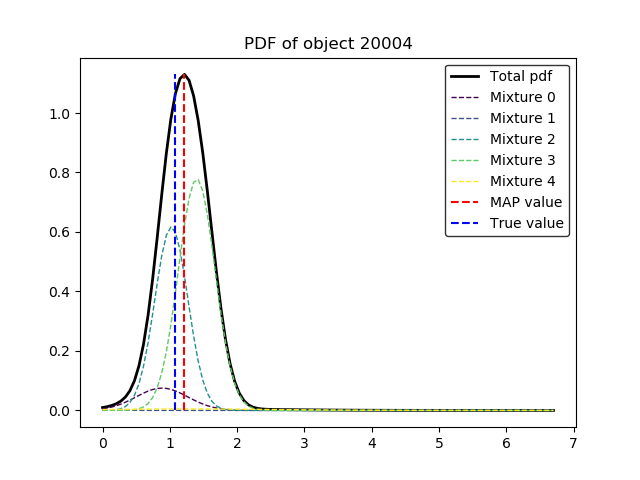 PDF of object 20004
Total pdf
Mixture 0
Mixture 1
Mixture 2
Mixture 3
Mixture 4
MAP value
True value
1.0
0.8
0.6
0.4
0.2
0.0
0 1 2 3 4 5 6 7